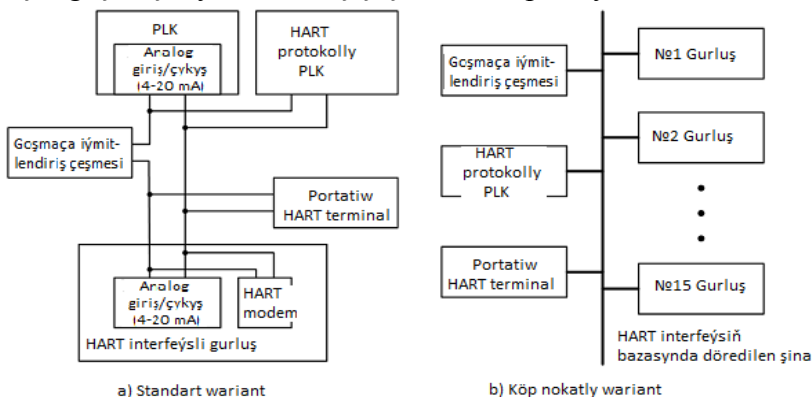 PLK
Analog
giriş/çykyş
(4-20 mA)
HART
protokolly
PLK
Goşmaça iýmit-
lendiriş çeşmesi
Portatiw
HART terminal
Analog
giriş/çykyş
(4-20 mA)
HART
modem
HART interfeýsli gurluş
a) Standart wariant
Goşmaça iýmit-
lendiriş çeşmesi
HART
protokolly
PLK
Portatiw
HART terminal
№1 Gurluş
№2 Gurluş
№15 Gurluş
HART interfeýsiň
bazasynda döredilen şina
b) Köp nokatly wariant